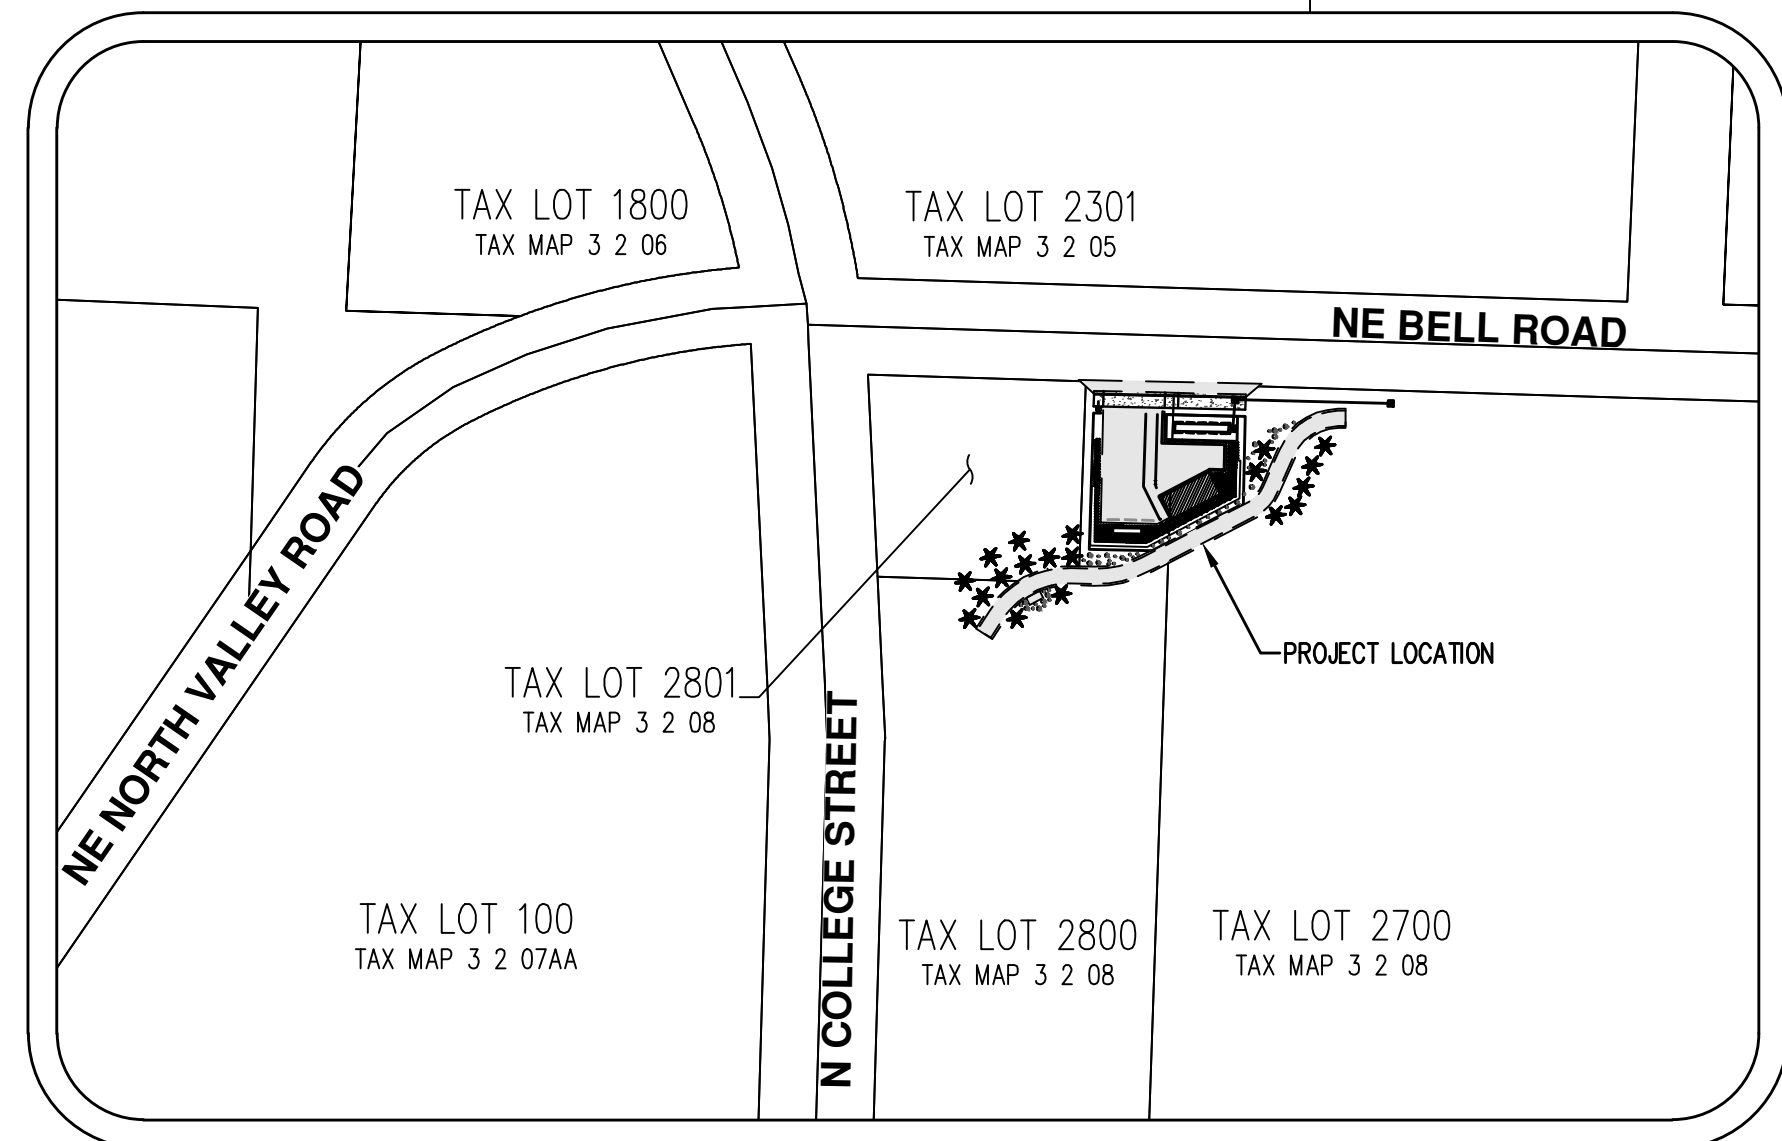 TAX LOT 1800
TAX MAP 3 2 06
TAX LOT 2301
TAX MAP 3 2 05
NE BELL ROAD
NE NORTH VALLEY ROAD
PROJECT LOCATION
TAX LOT 2801
TAX MAP 3 2 08
N COLLEGE STREET
TAX LOT 100
TAX MAP 3 2 07AA
TAX LOT 2800
TAX MAP 3 2 08
TAX LOT 2700
TAX MAP 3 2 08